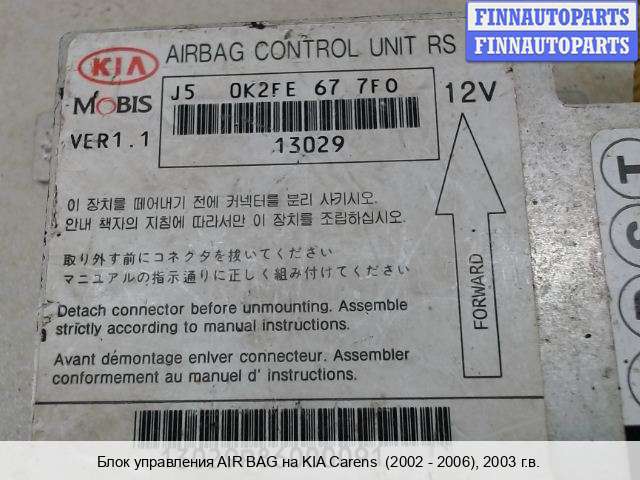 FINNAUTOPARTS
FINNAUTOPARTS
KIA
AIRBAG CONTROL UNIT RS
MOBIS
J5 0K2FE 67 7F0
12V
VER1.1
13029
이 장치를 떼어내기 전에 커넥터를 분리 사키시오.
안내 책자의 지침에 따라서만 이 장치를 조립하십시오.
取り外す前にコネクタを抜いてください
マニュアルの指示通りに正しく組み付けてください
FORWARD
Detach connector before unmounting. Assemble
strictly according to manual instructions.
Avant démontage enlver connecteur. Assembler
conformement au manuel d' instructions.
Блок управления AIR BAG на KIA Carens (2002 - 2006), 2003 г.в.